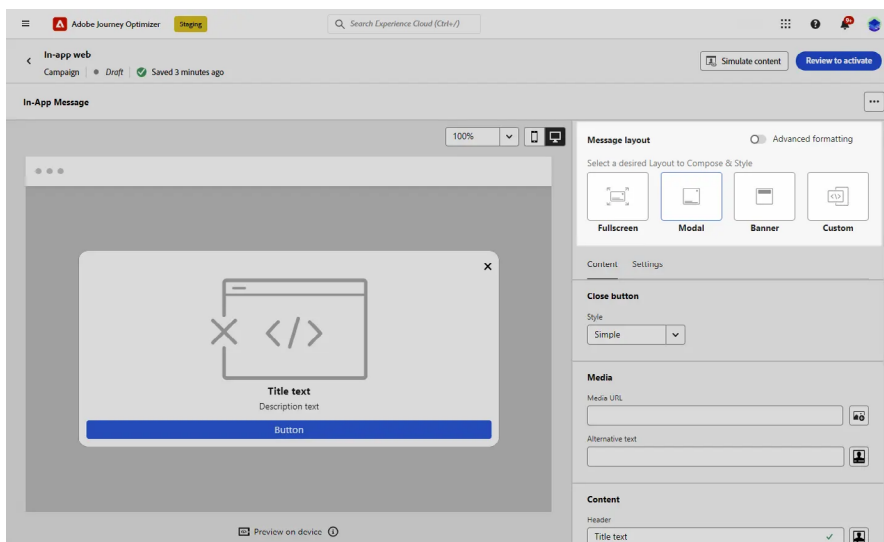 Adobe Journey Optimizer
Staging
Search Experience Cloud (Ctrl+/)
9+
In-app web
Campaign
Draft
Saved 3 minutes ago
Simulate content
Review to activate
In-App Message
100%
Message layout
Advanced formatting
Select a desired Layout to Compose & Style
Fullscreen
Modal
Banner
Custom
Content
Settings
Close button
Style
Simple
Media
Media URL
Alternative text
Content
Header
Title text
Title text
Description text
Button
Preview on device